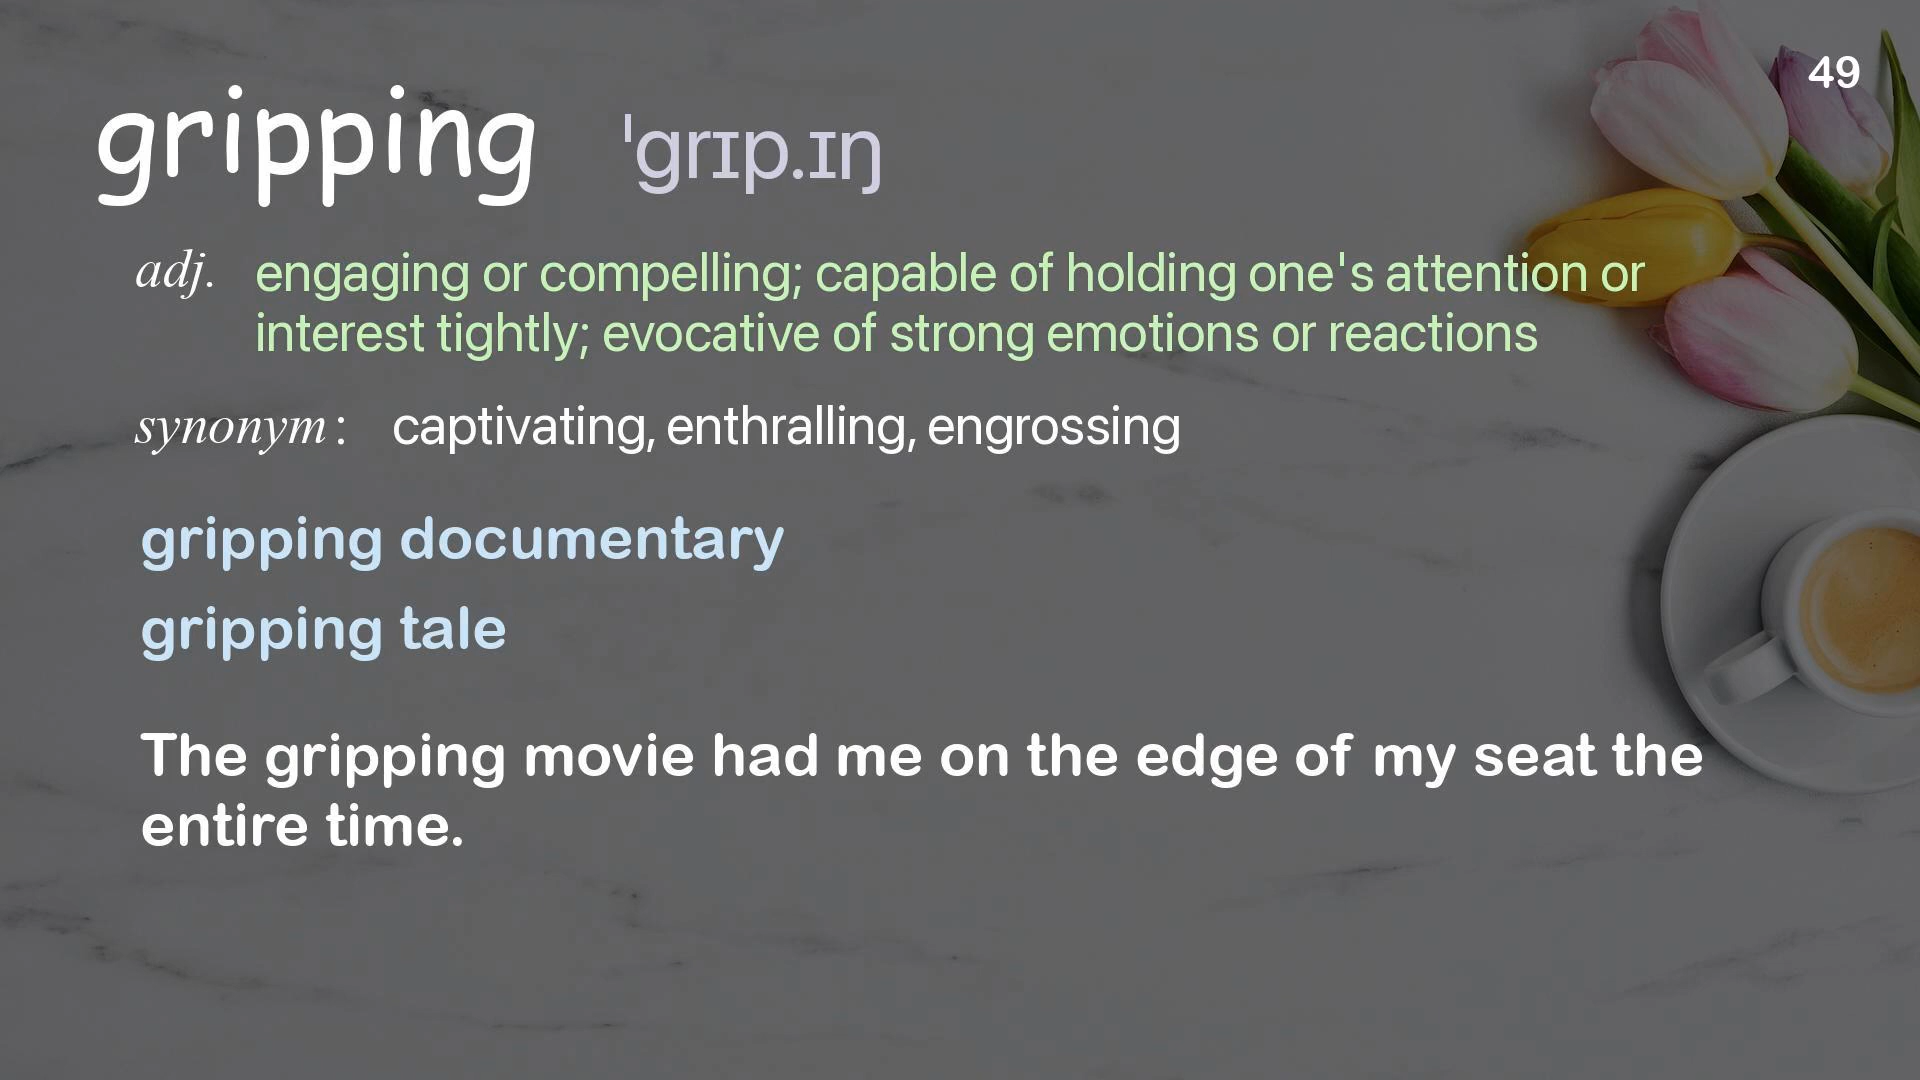 49
gripping ˈɡrɪp.ɪŋ
adj. engaging or compelling; capable of holding one's attention or
interest tightly; evocative of strong emotions or reactions
synonym: captivating, enthralling, engrossing
gripping documentary
gripping tale
The gripping movie had me on the edge of my seat the
entire time.